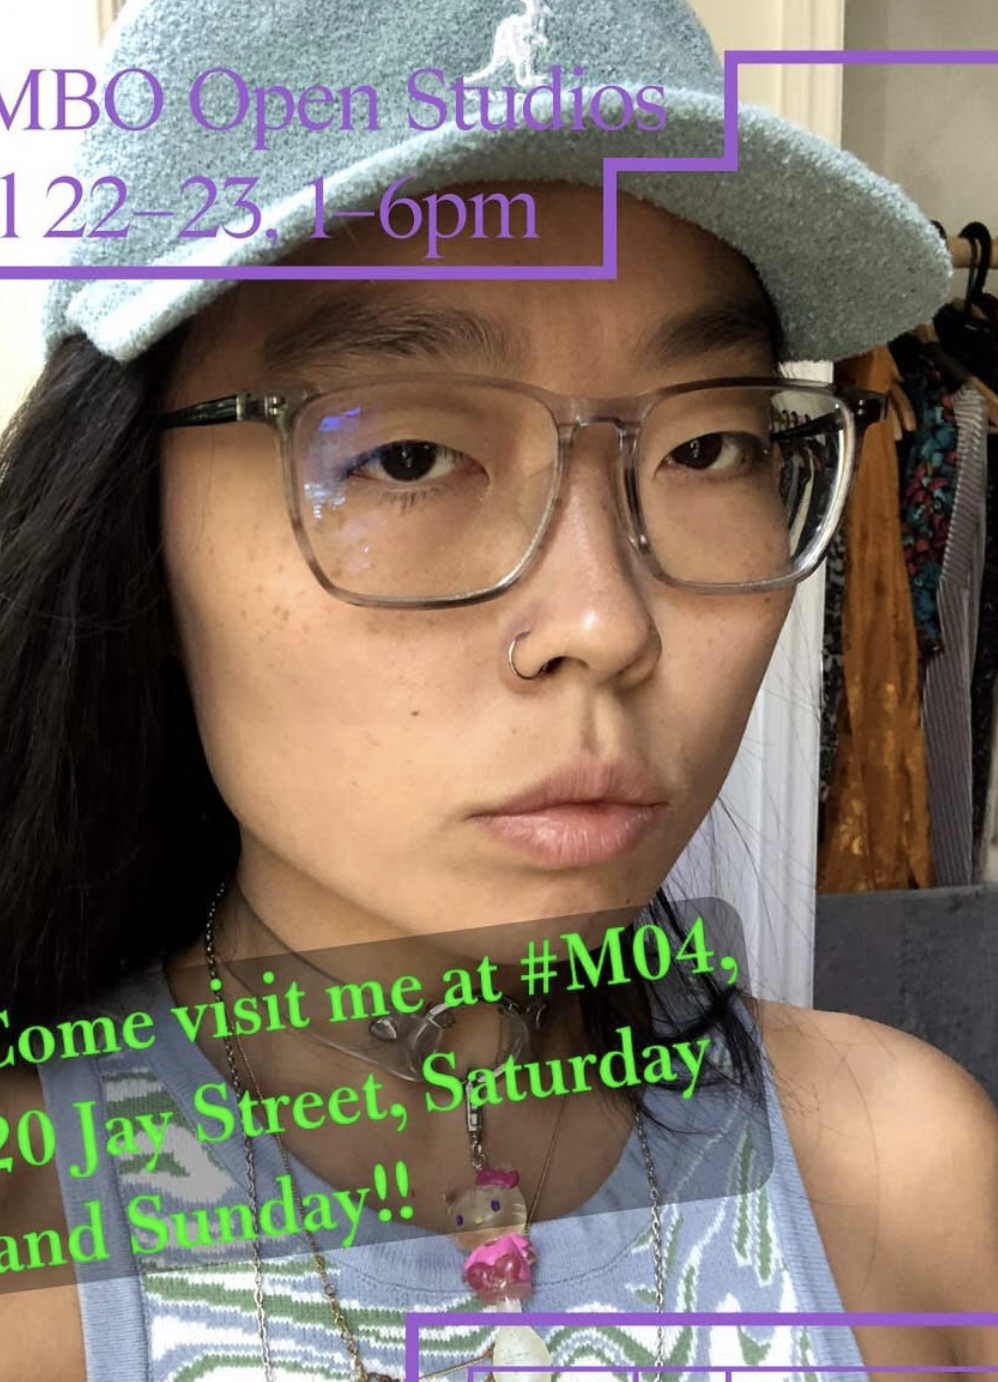 MBO Open Studios
l 22–23, 1–6pm
Come visit me at #M04,
20 Jay Street, Saturday
and Sunday!!